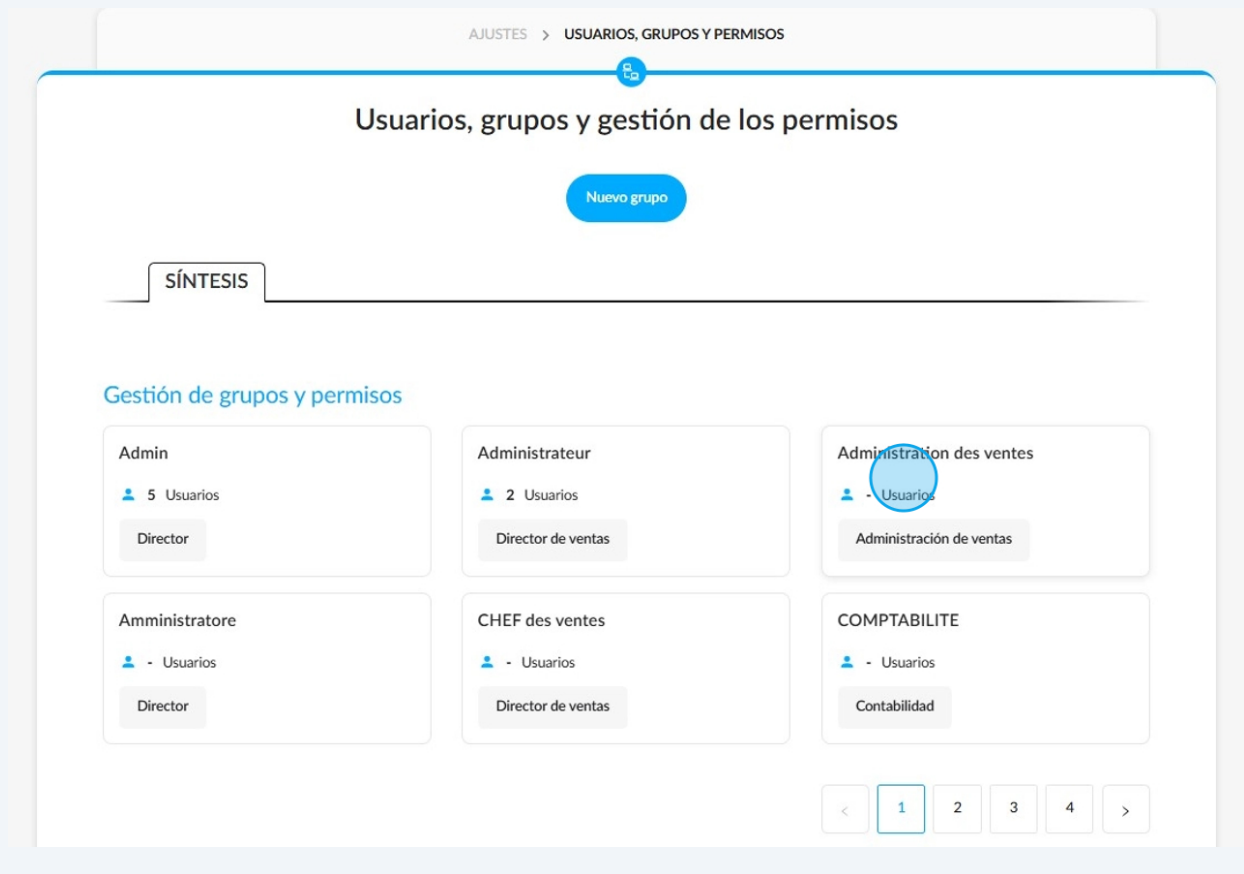 AJUSTES > USUARIOS, GRUPOS Y PERMISOS
Usuarios, grupos y gestión de los permisos
Nuevo grupo
SÍNTESIS
Gestión de grupos y permisos
Admin
5 Usuarios
Director
Administrateur
2 Usuarios
Director de ventas
Administration des ventes
- Usuarios
Administración de ventas
Amministratore
- Usuarios
Director
CHEF des ventes
- Usuarios
Director de ventas
COMPTABILITE
- Usuarios
Contabilidad
< 1 2 3 4 >